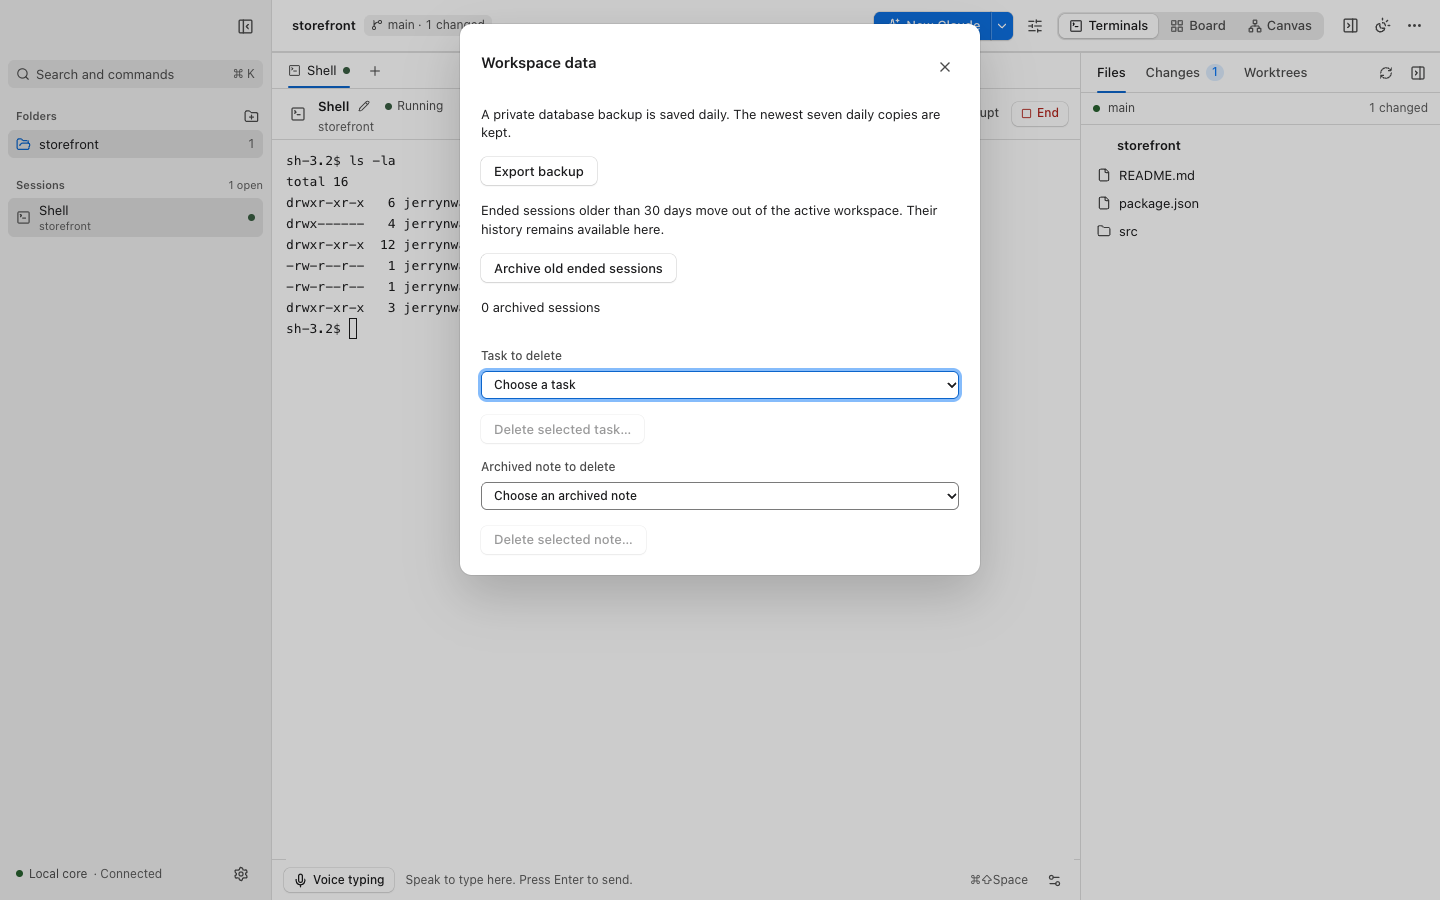 storefront
main · 1 changed
Terminals
Board
Canvas
Search and commands
⌘ K
Folders
storefront
1
Sessions
1 open
Shell
storefront
Shell
Shell
Running
storefront
End
sh-3.2$ ls -la
total 16
drwxr-xr-x 6
drwx------ 4
drwxr-xr-x 12
-rw-r--r-- 1
-rw-r--r-- 1
drwxr-xr-x 3
sh-3.2$
Workspace data
A private database backup is saved daily. The newest seven daily copies are
kept.
Export backup
Ended sessions older than 30 days move out of the active workspace. Their
history remains available here.
Archive old ended sessions
0 archived sessions
Task to delete
Choose a task
Delete selected task...
Archived note to delete
Choose an archived note
Delete selected note...
Files
Changes 1
Worktrees
main
1 changed
storefront
README.md
package.json
src
Local core · Connected
Voice typing
Speak to type here. Press Enter to send.
⌘⇧Space